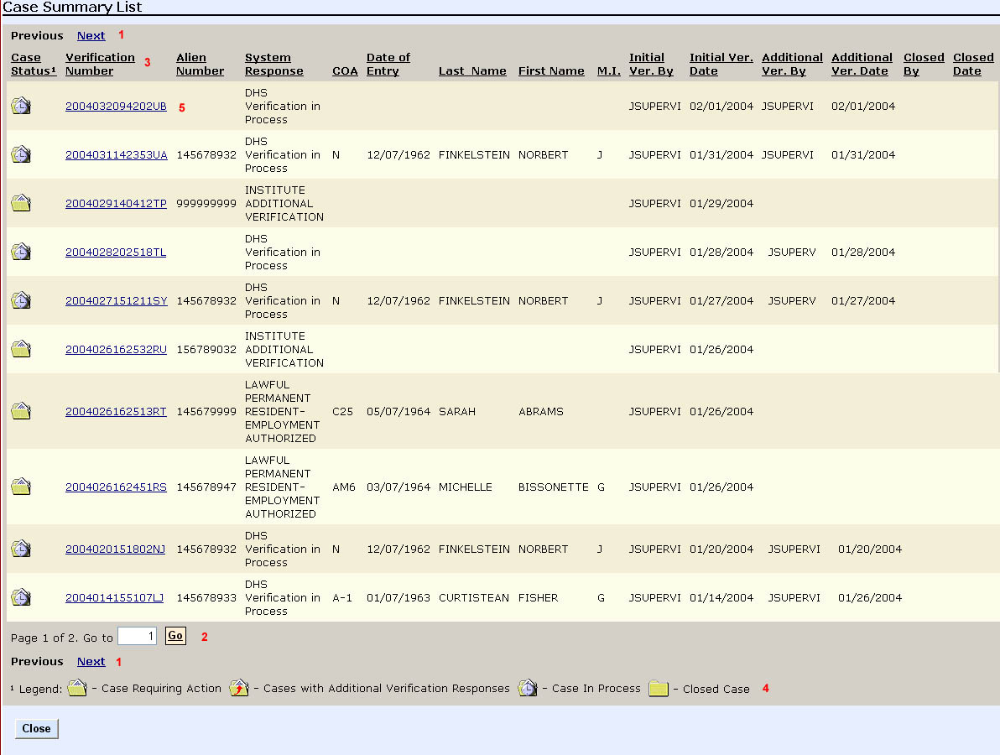 Case Summary List
Previous Next 1
Case Status¹ Verification Number 3 Alien Number System Response COA Date of Entry Last Name First Name M.I. Initial Ver. By Initial Ver. Date Additional Ver. By Additional Ver. Date Closed By Closed Date
2004032094202UB 5 DHS Verification in Process JSUPERVI 02/01/2004 JSUPERVI 02/01/2004
2004031142353UA 145678932 DHS Verification in Process N 12/07/1962 FINKELSTEIN NORBERT J JSUPERVI 01/31/2004 JSUPERVI 01/31/2004
2004029140412TP 999999999 INSTITUTE ADDITIONAL VERIFICATION JSUPERVI 01/29/2004
2004028202518TL DHS Verification in Process JSUPERVI 01/28/2004 JSUPERV 01/28/2004
2004027151211SY 145678932 DHS Verification in Process N 12/07/1962 FINKELSTEIN NORBERT J JSUPERVI 01/27/2004 JSUPERV 01/27/2004
2004026162532RU 156789032 INSTITUTE ADDITIONAL VERIFICATION JSUPERVI 01/26/2004
2004026162513RT 145679999 LAWFUL PERMANENT RESIDENT-EMPLOYMENT AUTHORIZED C25 05/07/1964 SARAH ABRAMS JSUPERVI 01/26/2004
2004026162451RS 145678947 LAWFUL PERMANENT RESIDENT-EMPLOYMENT AUTHORIZED AM6 03/07/1964 MICHELLE BISSONETTE G JSUPERVI 01/26/2004
2004020151802NJ 145678932 DHS Verification in Process N 12/07/1962 FINKELSTEIN NORBERT J JSUPERVI 01/20/2004 JSUPERVI 01/20/2004
2004014155107LJ 145678933 DHS Verification in Process A-1 01/07/1963 CURTISTEAN FISHER G JSUPERVI 01/14/2004 JSUPERVI 01/26/2004
Page 1 of 2. Go to 1 Go 2
Previous Next 1
¹ Legend: - Case Requiring Action - Cases with Additional Verification Responses - Case In Process - Closed Case 4
Close